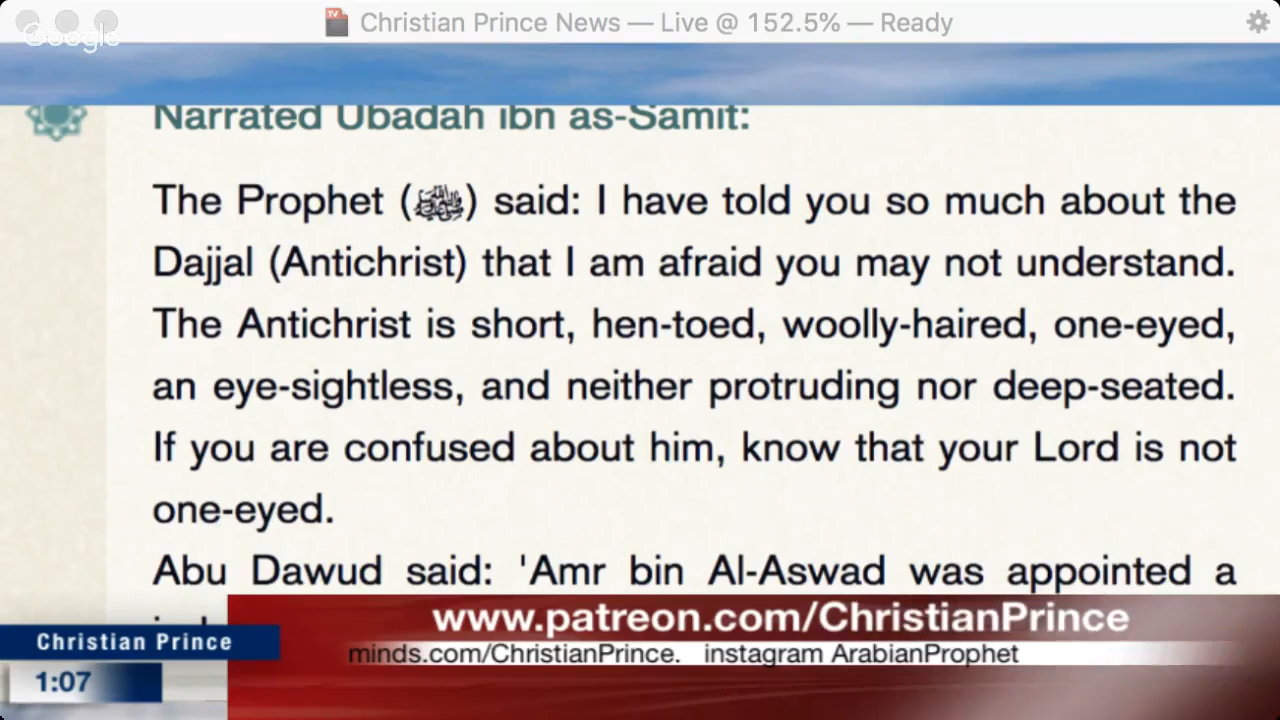 Christian Prince News — Live @ 152.5% — Ready
Google
Narrated Ubadah ibn as-Samit:
The Prophet (ﷺ) said: I have told you so much about the
Dajjal (Antichrist) that I am afraid you may not understand.
The Antichrist is short, hen-toed, woolly-haired, one-eyed,
an eye-sightless, and neither protruding nor deep-seated.
If you are confused about him, know that your Lord is not
one-eyed.
Abu Dawud said: 'Amr bin Al-Aswad was appointed a
www.patreon.com/ChristianPrince
Christian Prince
minds.com/ChristianPrince. instagram ArabianProphet
1:07